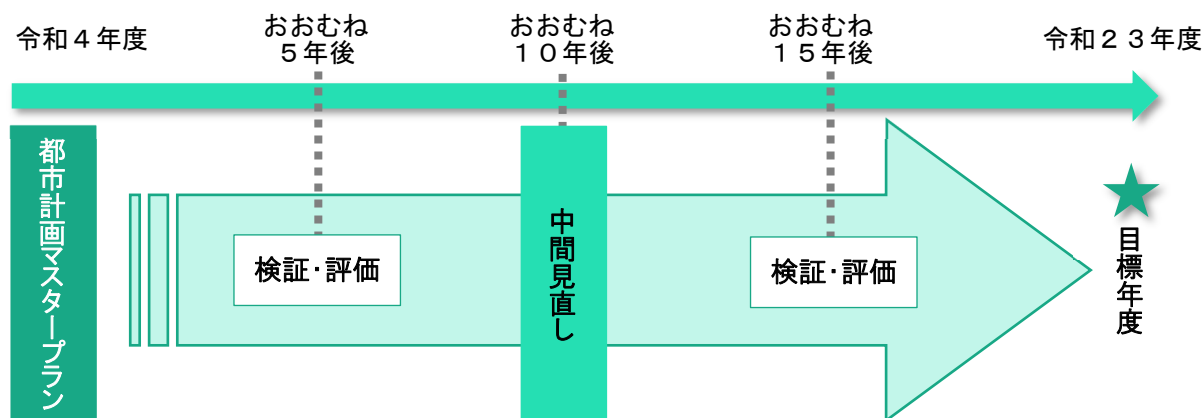 令和４年度
おおむね
５年後
おおむね
１０年後
おおむね
１５年後
令和２３年度
都市計画マスタープラン
検証・評価
中間見直し
検証・評価
目標年度